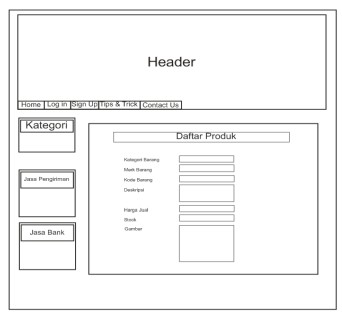 Header
Home Log in Sign Up Tips & Trick Contact Us
Kategori
Daftar Produk
Kategori Barang
Merk Barang
Kode Barang
Deskripsi
Harga Jual
Stock
Gambar
Jasa Pengiriman
Jasa Bank